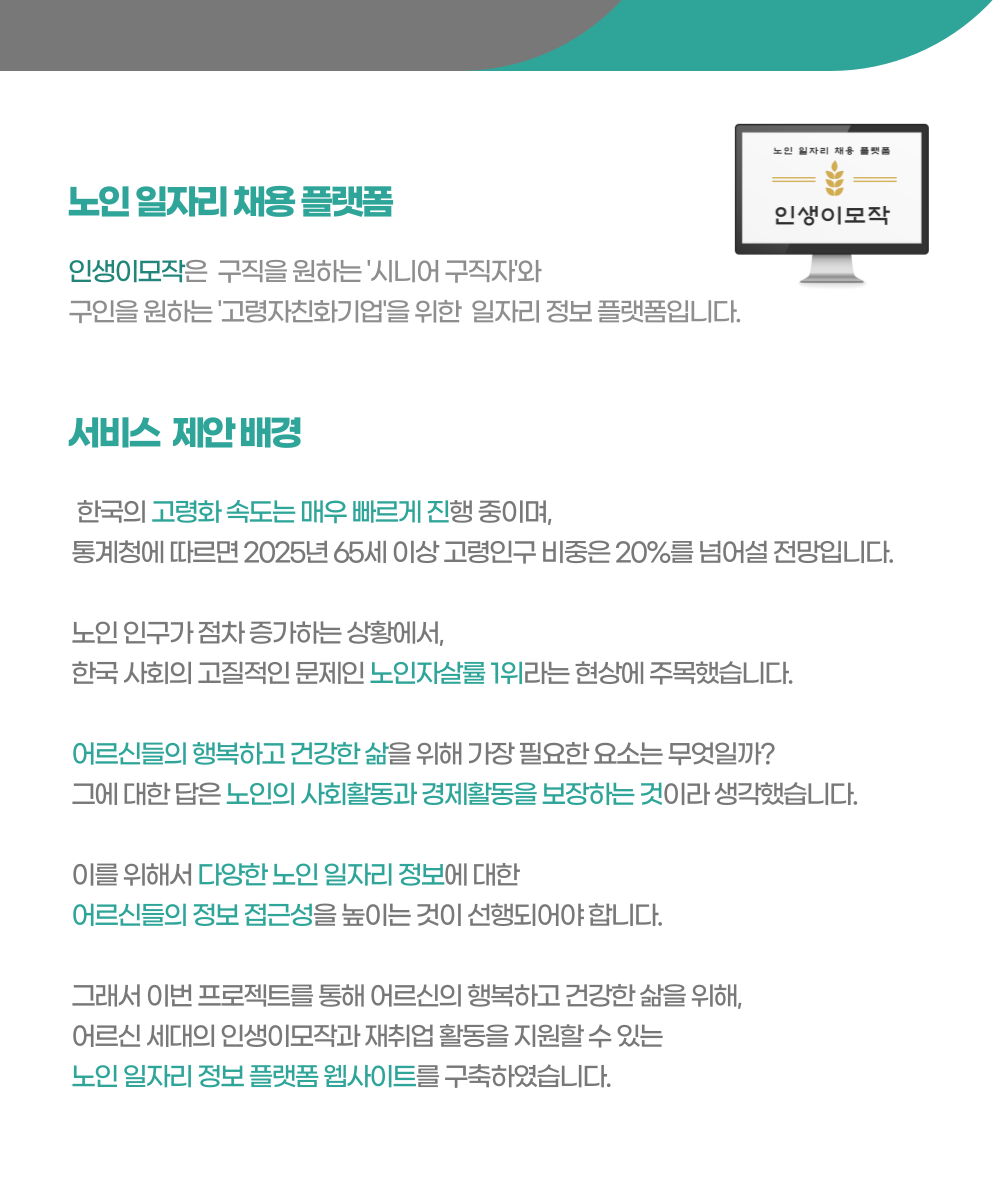 노인 일자리 채용 플랫폼
인생이모작
노인 일자리 채용 플랫폼
인생이모작은 구직을 원하는 '시니어 구직자'와
구인을 원하는 '고령자친화기업'을 위한 일자리 정보 플랫폼입니다.
서비스 제안 배경
한국의 고령화 속도는 매우 빠르게 진행 중이며,
통계청에 따르면 2025년 65세 이상 고령인구 비중은 20%를 넘어설 전망입니다.
노인 인구가 점차 증가하는 상황에서,
한국 사회의 고질적인 문제인 노인자살률 1위라는 현상에 주목했습니다.
어르신들의 행복하고 건강한 삶을 위해 가장 필요한 요소는 무엇일까?
그에 대한 답은 노인의 사회활동과 경제활동을 보장하는 것이라 생각했습니다.
이를 위해서 다양한 노인 일자리 정보에 대한
어르신들의 정보 접근성을 높이는 것이 선행되어야 합니다.
그래서 이번 프로젝트를 통해 어르신의 행복하고 건강한 삶을 위해,
어르신 세대의 인생이모작과 재취업 활동을 지원할 수 있는
노인 일자리 정보 플랫폼 웹사이트를 구축하였습니다.